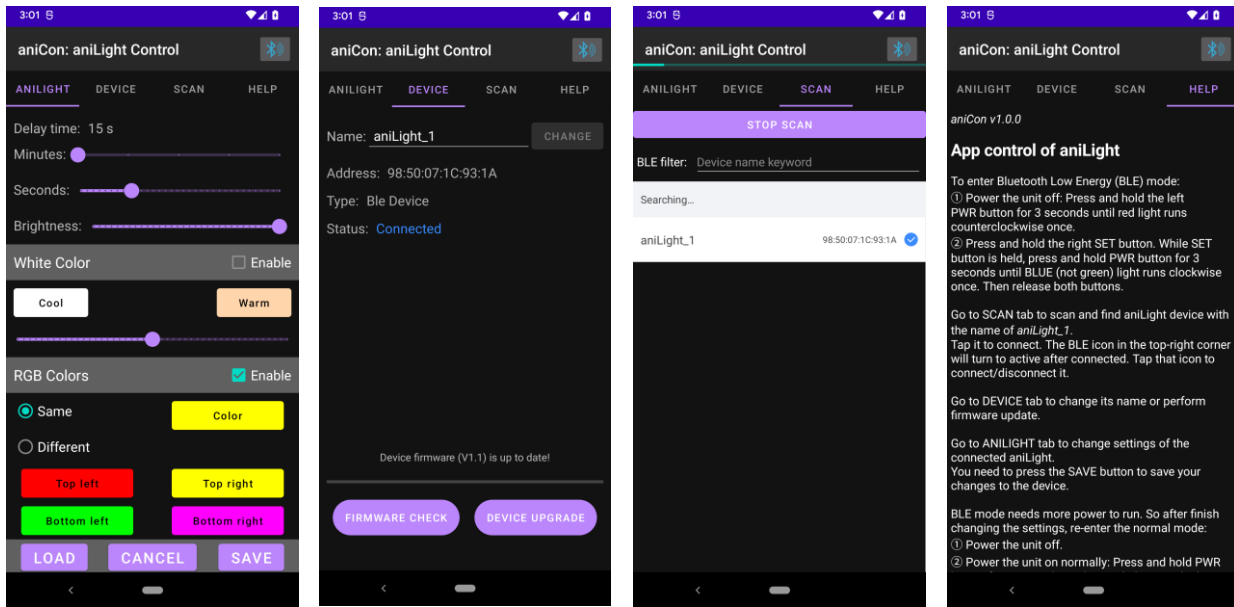 3:01
aniCon: aniLight Control
ANILIGHT DEVICE SCAN HELP
Delay time: 15 s
Minutes:
Seconds:
Brightness:
White Color Enable
Cool Warm
RGB Colors Enable
Same Color
Different
Top left Top right
Bottom left Bottom right
LOAD CANCEL SAVE
3:01
aniCon: aniLight Control
ANILIGHT DEVICE SCAN HELP
Name: aniLight_1 CHANGE
Address: 98:50:07:1C:93:1A
Type: Ble Device
Status: Connected
Device firmware (V1.1) is up to date!
FIRMWARE CHECK DEVICE UPGRADE
3:01
aniCon: aniLight Control
ANILIGHT DEVICE SCAN HELP
STOP SCAN
BLE filter: Device name keyword
Searching...
aniLight_1 98:50:07:1C:93:1A
3:01
aniCon: aniLight Control
ANILIGHT DEVICE SCAN HELP
aniCon v1.0.0
App control of aniLight
To enter Bluetooth Low Energy (BLE) mode:
① Power the unit off: Press and hold the left
PWR button for 3 seconds until red light runs
counterclockwise once.
② Press and hold the right SET button. While SET
button is held, press and hold PWR button for 3
seconds until BLUE (not green) light runs clockwise
once. Then release both buttons.
Go to SCAN tab to scan and find aniLight device with
the name of aniLight_1.
Tap it to connect. The BLE icon in the top-right corner
will turn to active after connected. Tap that icon to
connect/disconnect it.
Go to DEVICE tab to change its name or perform
firmware update.
Go to ANILIGHT tab to change settings of the
connected aniLight.
You need to press the SAVE button to save your
changes to the device.
BLE mode needs more power to run. So after finish
changing the settings, re-enter the normal mode:
① Power the unit off.
② Power the unit on normally: Press and hold PWR